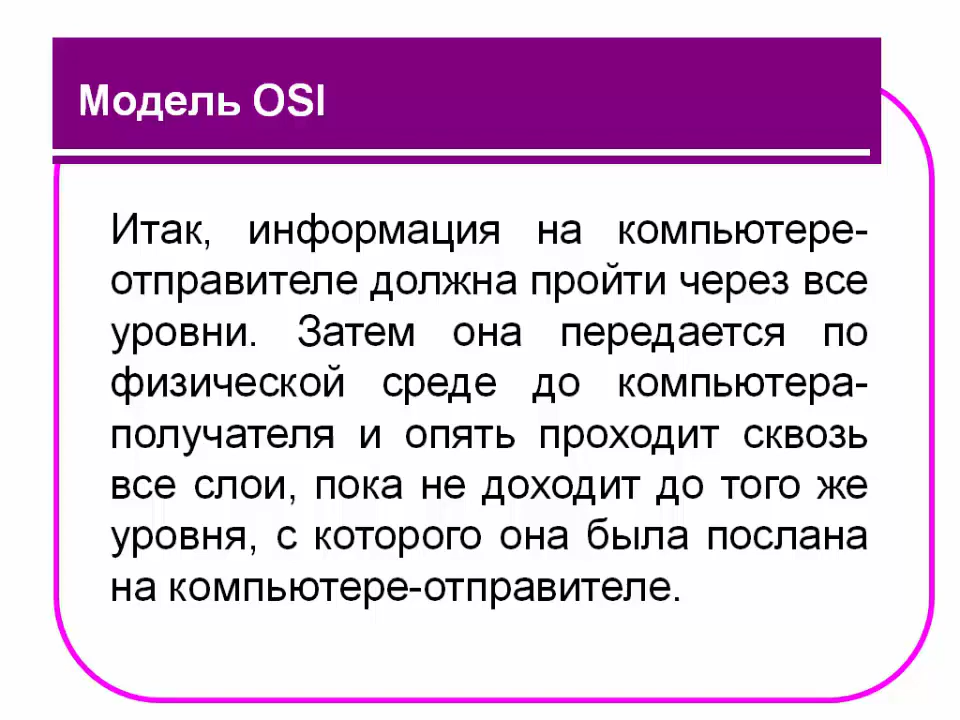 Модель OSI
Итак, информация на компьютере-
отправителе должна пройти через все
уровни. Затем она передается по
физической среде до компьютера-
получателя и опять проходит сквозь
все слои, пока не доходит до того же
уровня, с которого она была послана
на компьютере-отправителе.